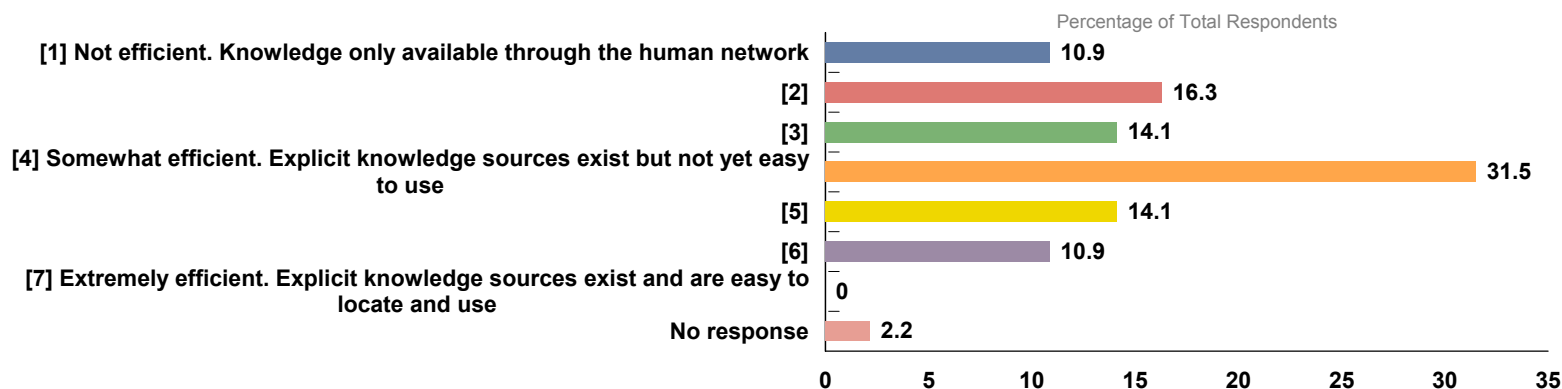 Percentage of Total Respondents
[1] Not efficient. Knowledge only available through the human network
10.9
[2]
16.3
[3]
14.1
[4] Somewhat efficient. Explicit knowledge sources exist but not yet easy
to use
31.5
[5]
14.1
[6]
10.9
[7] Extremely efficient. Explicit knowledge sources exist and are easy to
locate and use
0
No response
2.2
0 5 10 15 20 25 30 35